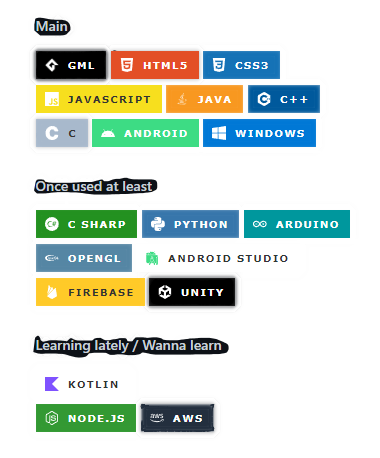 Main
GML HTML5 CSS3
JAVASCRIPT JAVA C++
C ANDROID WINDOWS
Once used at least
C SHARP PYTHON ARDUINO
OPENGL ANDROID STUDIO
FIREBASE UNITY
Learning lately / Wanna learn
KOTLIN
NODE.JS AWS